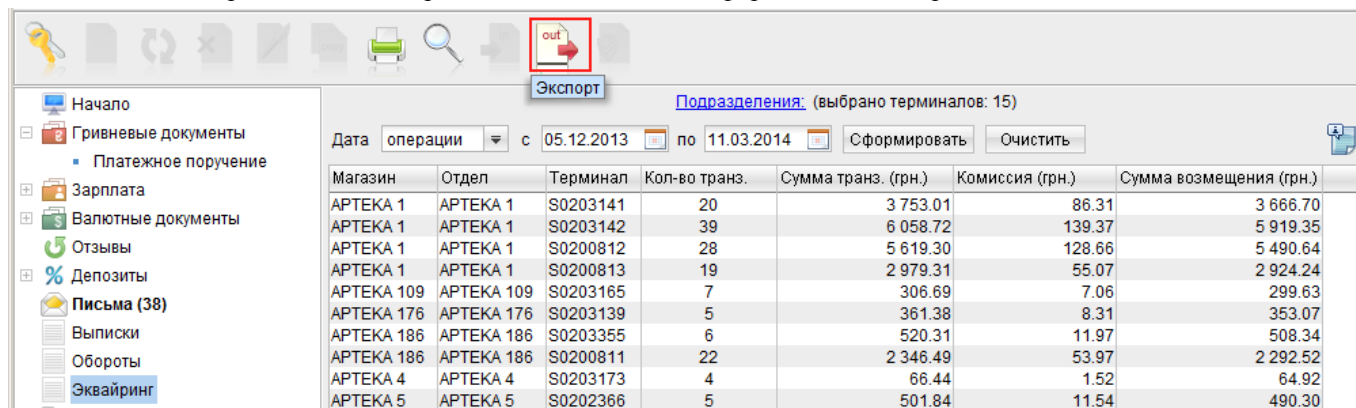 out
Экспорт
Начало
Гривневые документы
Платежное поручение
Зарплата
Валютные документы
Отзывы
Депозиты
Письма (38)
Выписки
Обороты
Эквайринг
Подразделения: (выбрано терминалов: 15)
Дата операции с 05.12.2013 по 11.03.2014 Сформировать Очистить
Магазин Отдел Терминал Кол-во транз. Сумма транз. (грн.) Комиссия (грн.) Сумма возмещения (грн.)
АРТЕКА 1 АРТЕКА 1 S0203141 20 3 753.01 86.31 3 666.70
АРТЕКА 1 АРТЕКА 1 S0203142 39 6 058.72 139.37 5 919.35
АРТЕКА 1 АРТЕКА 1 S0200812 28 5 619.30 128.66 5 490.64
АРТЕКА 1 АРТЕКА 1 S0200813 19 2 979.31 55.07 2 924.24
АРТЕКА 109 АРТЕКА 109 S0203165 7 306.69 7.06 299.63
АРТЕКА 176 АРТЕКА 176 S0203139 5 361.38 8.31 353.07
АРТЕКА 186 АРТЕКА 186 S0203355 6 520.31 11.97 508.34
АРТЕКА 186 АРТЕКА 186 S0200811 22 2 346.49 53.97 2 292.52
АРТЕКА 4 АРТЕКА 4 S0203173 4 66.44 1.52 64.92
АРТЕКА 5 АРТЕКА 5 S0202366 5 501.84 11.54 490.30